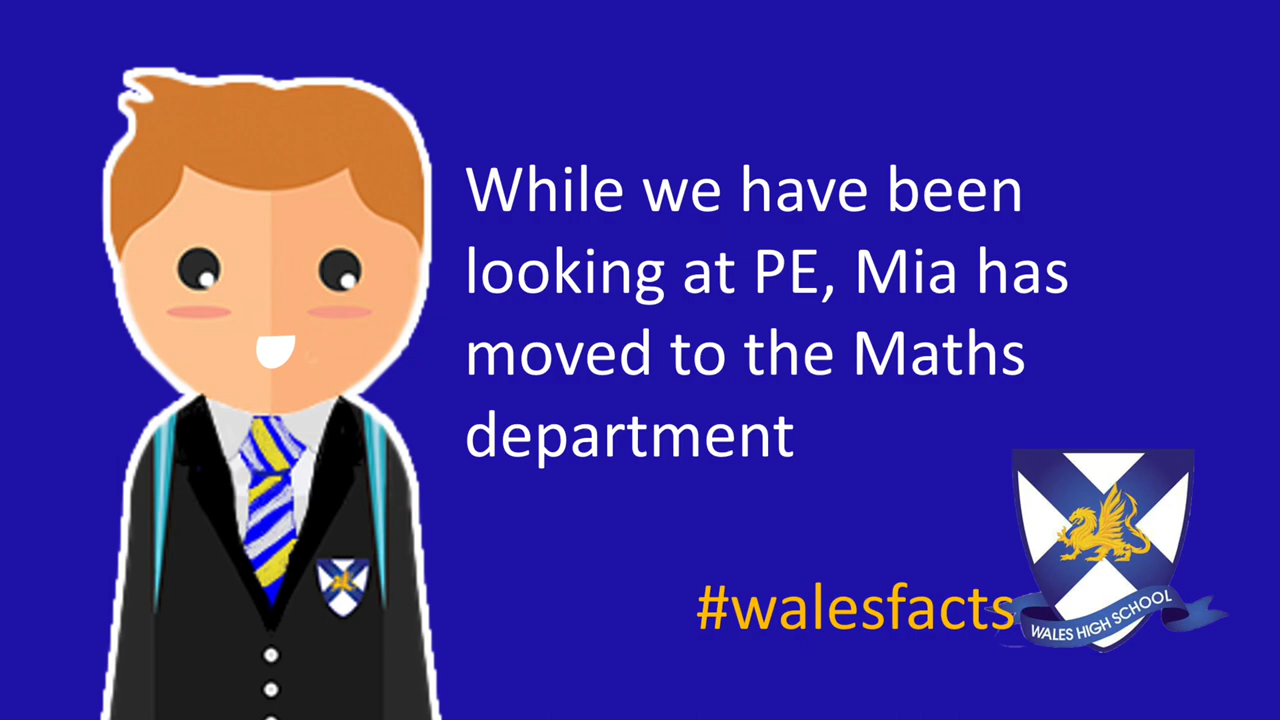 While we have been
looking at PE, Mia has
moved to the Maths
department
#walesfacts
WALES HIGH SCHOOL